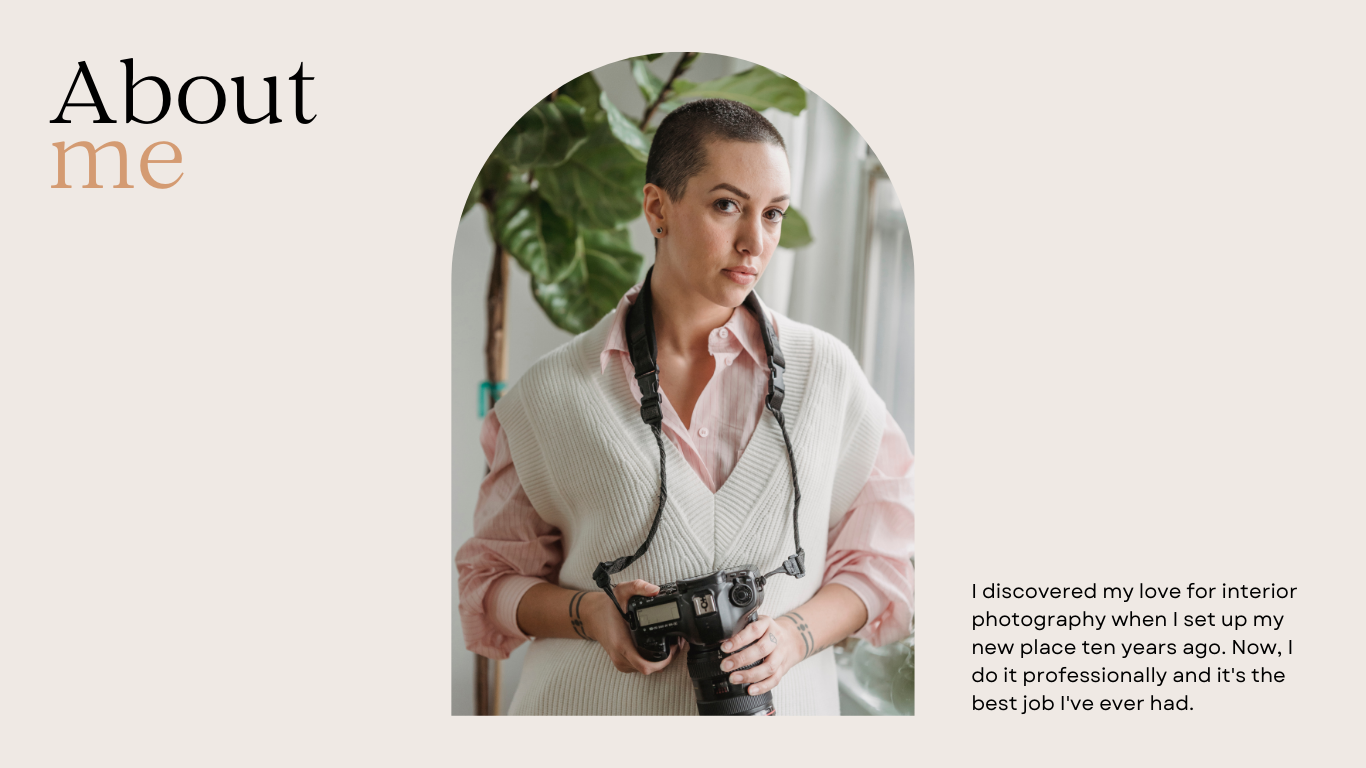 About
me
I discovered my love for interior
photography when I set up my
new place ten years ago. Now, I
do it professionally and it's the
best job I've ever had.